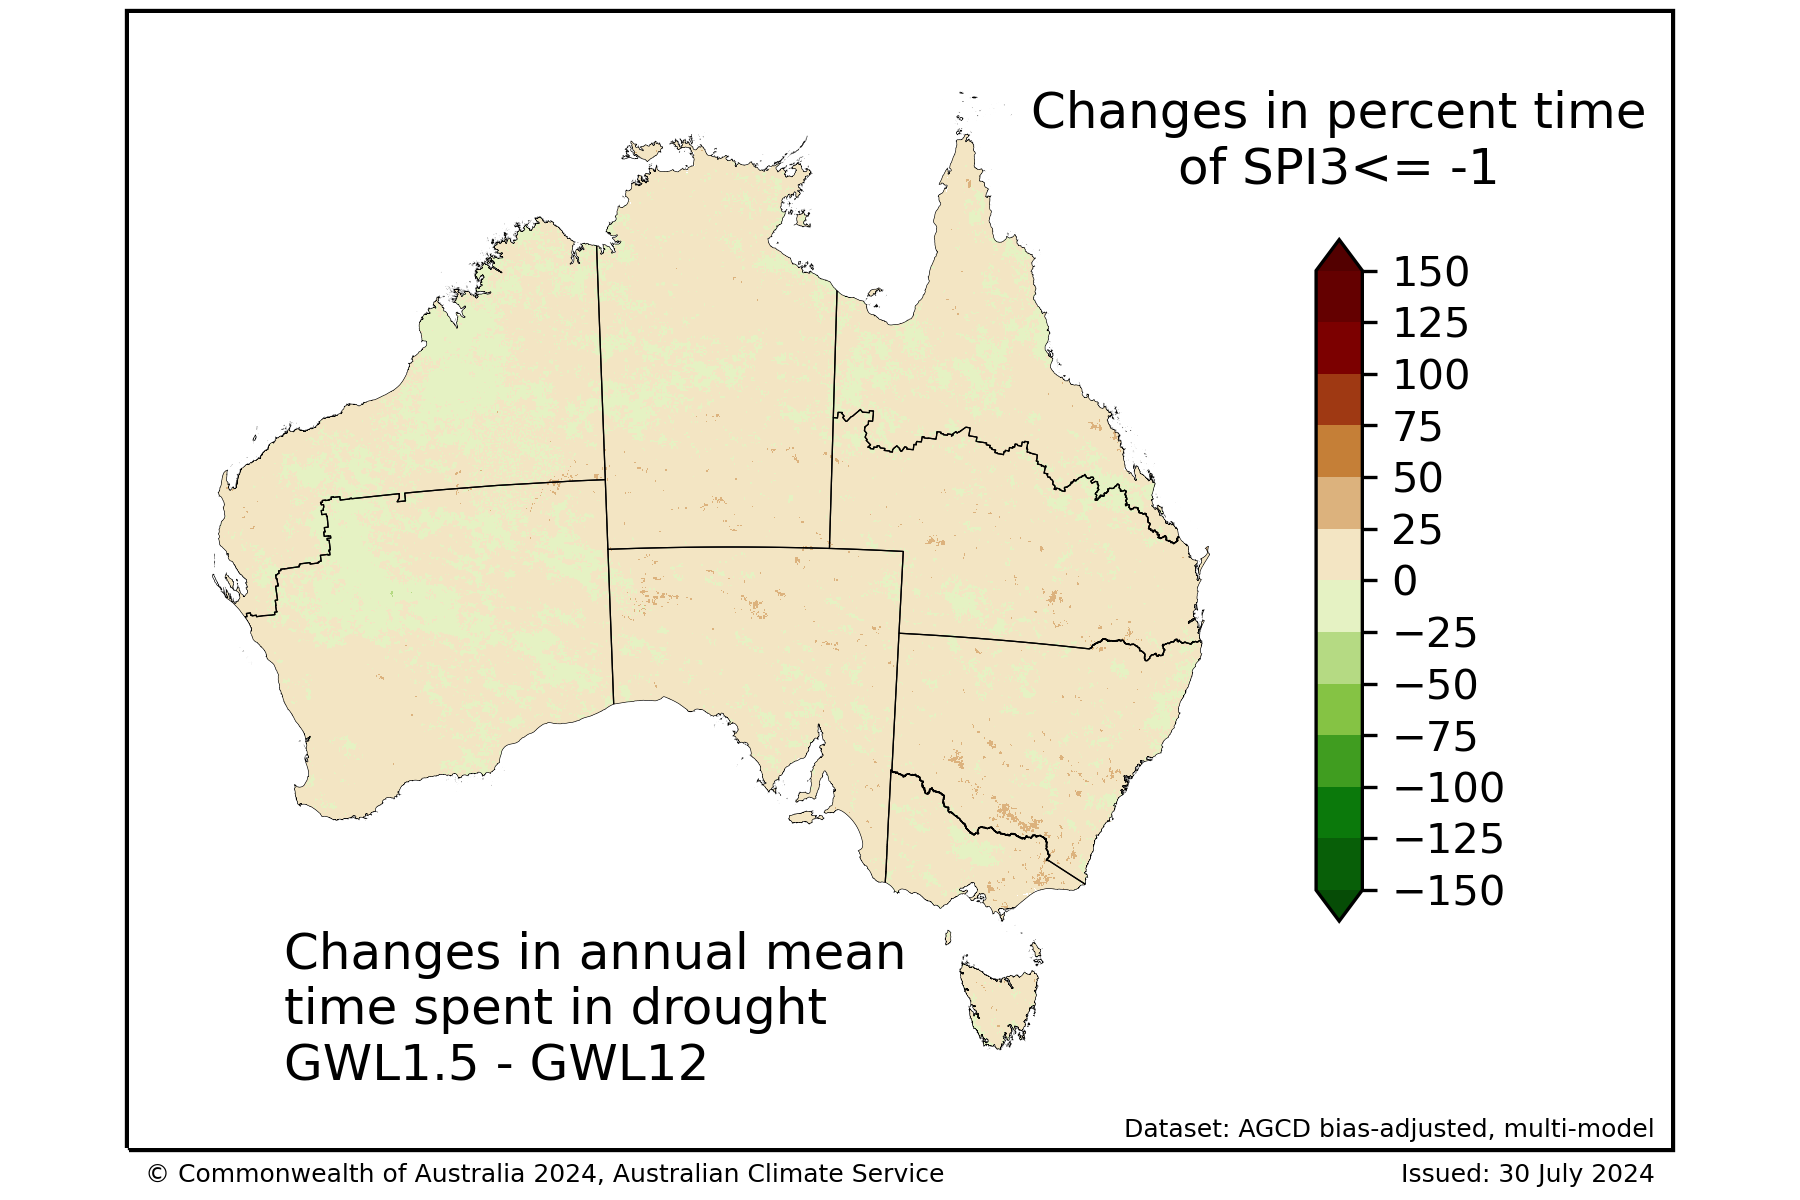 Changes in percent time
of SPI3<= -1
150
125
100
75
50
25
0
−25
−50
−75
−100
−125
−150
Changes in annual mean
time spent in drought
GWL1.5 - GWL12
Dataset: AGCD bias-adjusted, multi-model
© Commonwealth of Australia 2024, Australian Climate Service
Issued: 30 July 2024